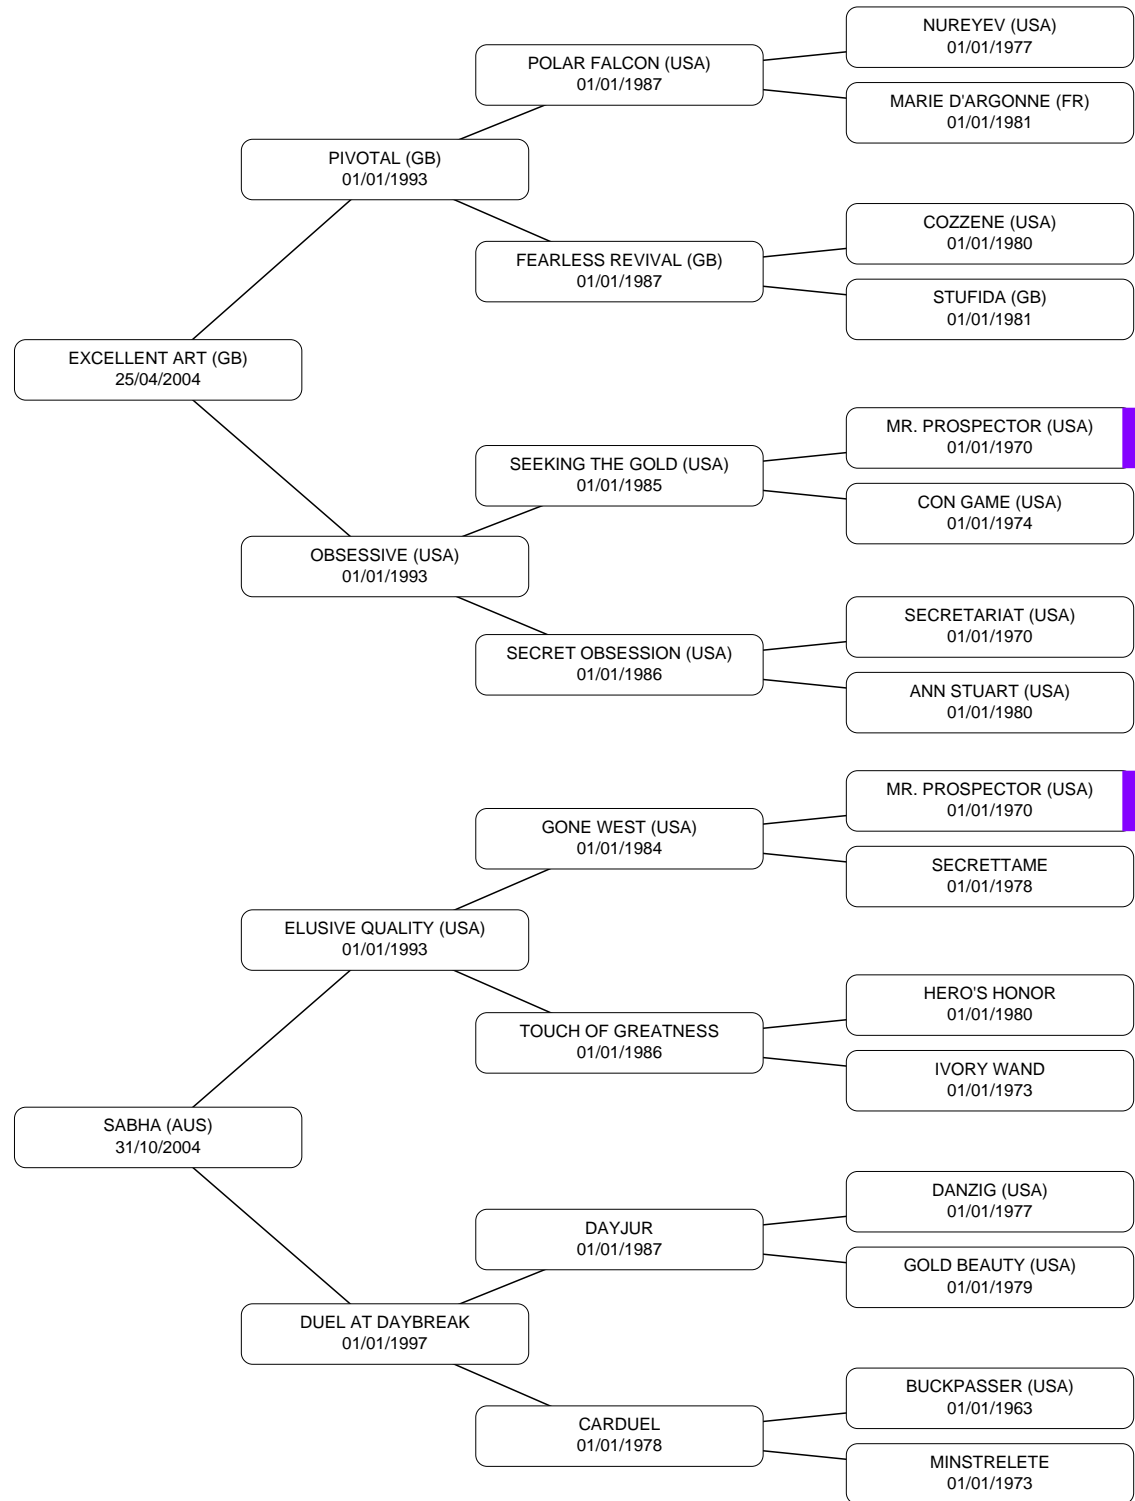 NUREYEV (USA)
01/01/1977
POLAR FALCON (USA)
01/01/1987
MARIE D'ARGONNE (FR)
01/01/1981
PIVOTAL (GB)
01/01/1993
COZZENE (USA)
01/01/1980
FEARLESS REVIVAL (GB)
01/01/1987
STUFIDA (GB)
01/01/1981
EXCELLENT ART (GB)
25/04/2004
MR. PROSPECTOR (USA)
01/01/1970
SEEKING THE GOLD (USA)
01/01/1985
CON GAME (USA)
01/01/1974
OBSESSIVE (USA)
01/01/1993
SECRETARIAT (USA)
01/01/1970
SECRET OBSESSION (USA)
01/01/1986
ANN STUART (USA)
01/01/1980
MR. PROSPECTOR (USA)
01/01/1970
GONE WEST (USA)
01/01/1984
SECRETTAME
01/01/1978
ELUSIVE QUALITY (USA)
01/01/1993
HERO'S HONOR
01/01/1980
TOUCH OF GREATNESS
01/01/1986
IVORY WAND
01/01/1973
SABHA (AUS)
31/10/2004
DANZIG (USA)
01/01/1977
DAYJUR
01/01/1987
GOLD BEAUTY (USA)
01/01/1979
DUEL AT DAYBREAK
01/01/1997
BUCKPASSER (USA)
01/01/1963
CARDUEL
01/01/1978
MINSTRELETE
01/01/1973